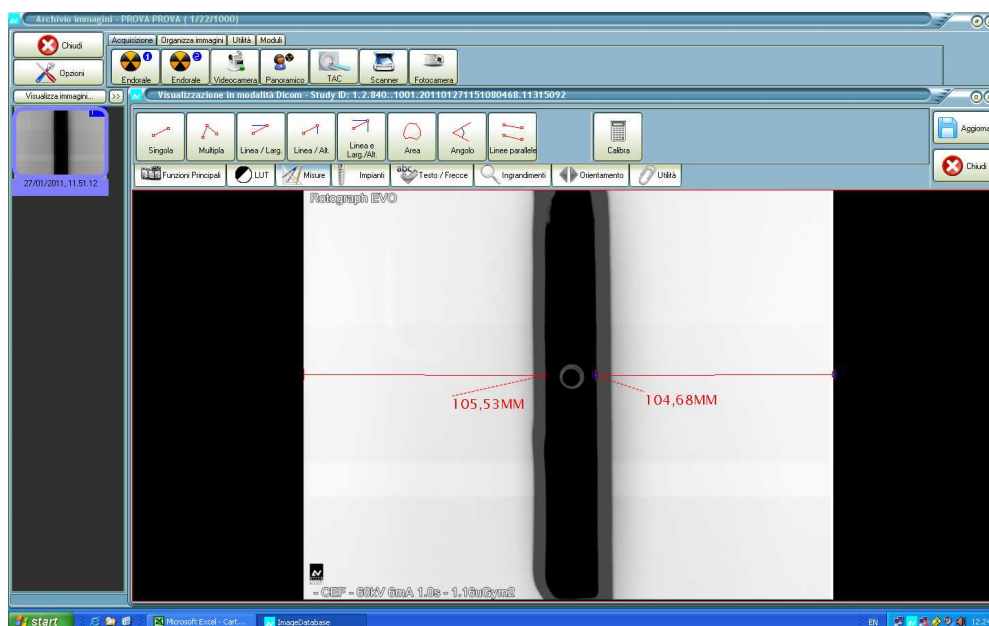 Archivio immagini - PROVA PROVA ( 1/22/1000)
Chiudi
Opzioni
Acquisizione Organizza immagini Utilità Moduli
Endorale Endorale Videocamera Panoramico TAC Scanner Fotocamera
Visualizza immagini... >>
Visualizzazione in modalità Dicom - Study ID: 1.2.840..1001.201101271151080468.11315092
Singola Multipla Linea / Larg. Linea / Alt. Linea e Larg./Alt. Area Angolo Linee parallele Calibra
Aggiorna
Chiudi
Funzioni Principali LUT Misure Impianti Testo / Frecce Ingrandimenti Orientamento Utilità
27/01/2011, 11.51.12
Rotograph EVO
105,53MM
104,68MM
- CEF - 60kV 6mA 1.0s - 1.16uGym2
start Microsoft Excel - Cart... ImageDatabase EN 12.24